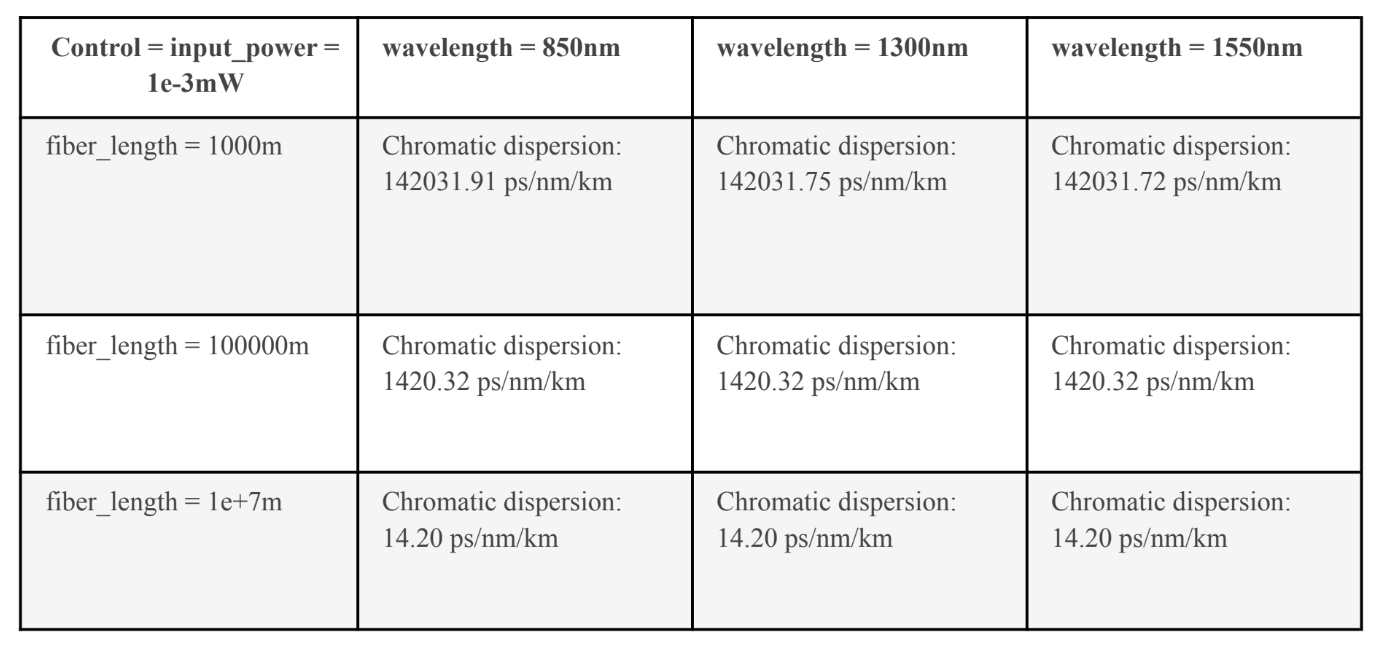 Control = input_power =
1e-3mW
wavelength = 850nm
wavelength = 1300nm
wavelength = 1550nm
fiber_length = 1000m
Chromatic dispersion:
142031.91 ps/nm/km
Chromatic dispersion:
142031.75 ps/nm/km
Chromatic dispersion:
142031.72 ps/nm/km
fiber_length = 100000m
Chromatic dispersion:
1420.32 ps/nm/km
Chromatic dispersion:
1420.32 ps/nm/km
Chromatic dispersion:
1420.32 ps/nm/km
fiber_length = 1e+7m
Chromatic dispersion:
14.20 ps/nm/km
Chromatic dispersion:
14.20 ps/nm/km
Chromatic dispersion:
14.20 ps/nm/km